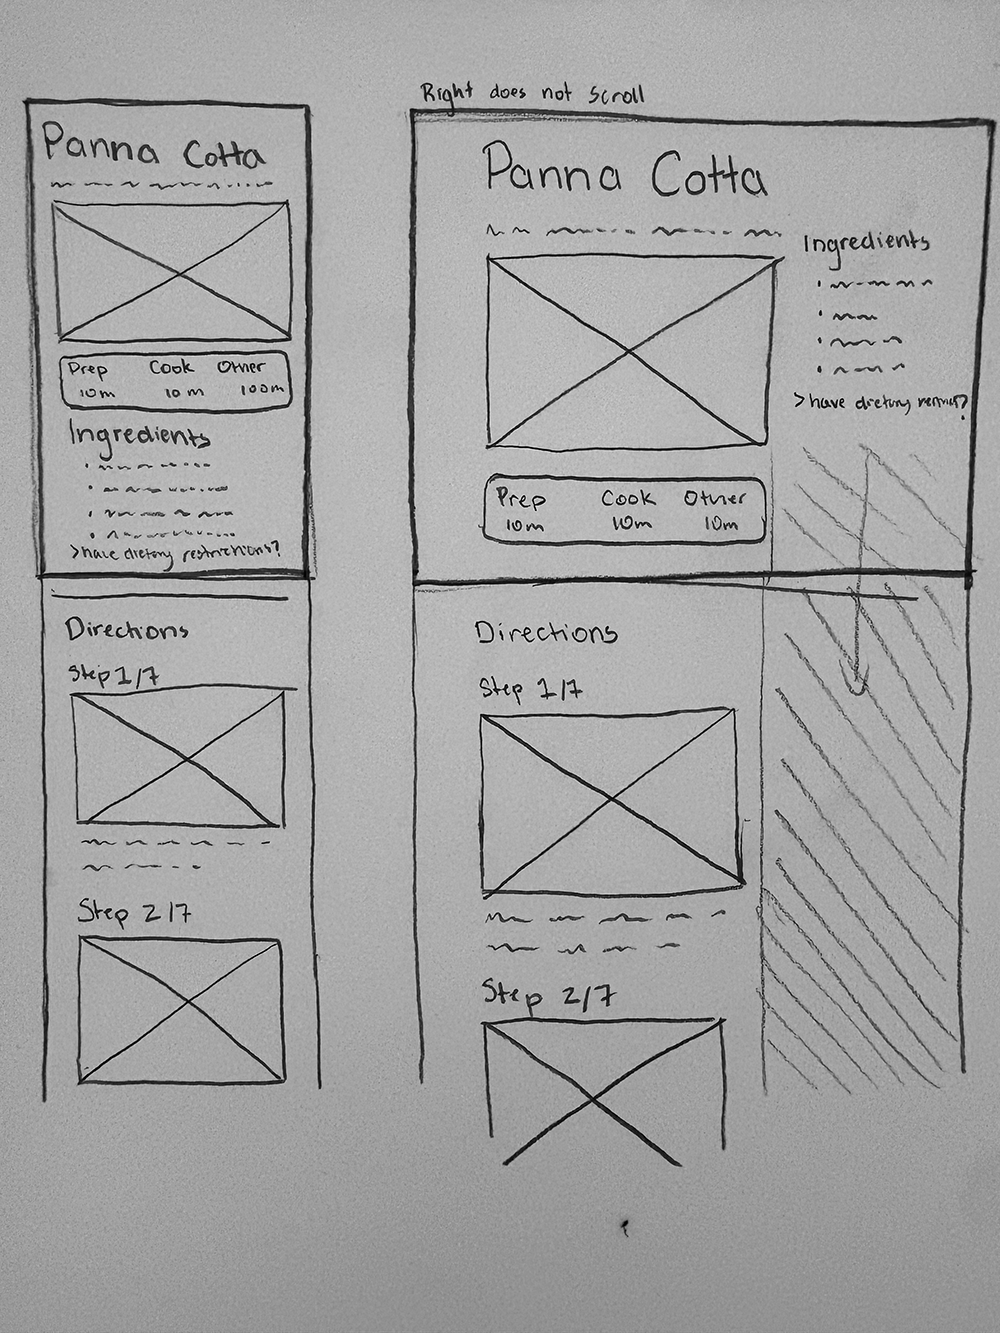 Panna Cotta
Prep Cook Other
10m 10m 100m
Ingredients
>have dietary restrictions?
Directions
Step 1/7
Step 2/7
Right does not scroll
Panna Cotta
Ingredients
>have dietary
Prep Cook Other
10m 10m 10m
Directions
Step 1/7
Step 2/7